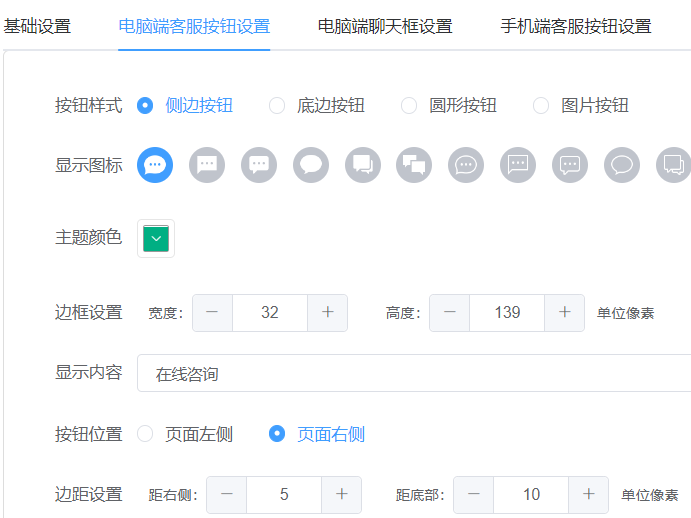 基础设置 电脑端客服按钮设置 电脑端聊天框设置 手机端客服按钮设置
按钮样式 侧边按钮 底边按钮 圆形按钮 图片按钮
显示图标
主题颜色
边框设置 宽度： 32 高度： 139 单位像素
显示内容 在线咨询
按钮位置 页面左侧 页面右侧
边距设置 距右侧： 5 距底部： 10 单位像素